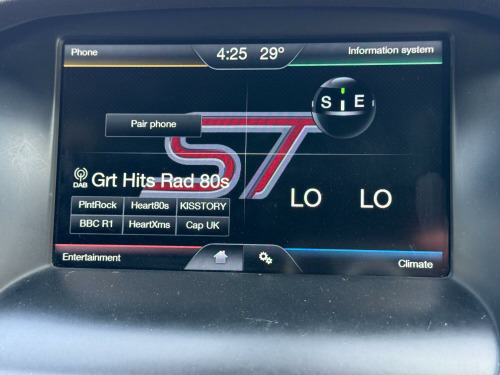 Phone 4:25 29° Information system
S E
Pair phone
ST
DAB Grt Hits Rad 80s
LO LO
PlntRock Heart80s KISSTORY
BBC R1 HeartXms Cap UK
Entertainment Climate